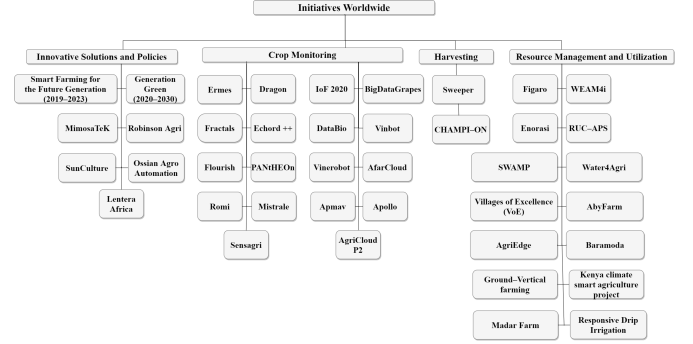 Initiatives Worldwide
Innovative Solutions and Policies
Crop Monitoring
Harvesting
Resource Management and Utilization
Smart Farming for
the Future Generation
(2019–2023)
Generation
Green
(2020–2030)
MimosaTeK
Robinson Agri
SunCulture
Ossian Agro
Automation
Lentera
Africa
Ermes
Dragon
Fractals
Echord ++
Flourish
PANtHEOn
Romi
Mistrale
Sensagri
IoF 2020
BigDataGrapes
DataBio
Vinbot
Vinerobot
AfarCloud
Apmav
Apollo
AgriCloud
P2
Sweeper
CHAMPI–ON
Figaro
WEAM4i
Enorasi
RUC–APS
SWAMP
Water4Agri
Villages of Excellence
(VoE)
AbyFarm
AgriEdge
Baramoda
Ground–Vertical
farming
Kenya climate
smart agriculture
project
Madar Farm
Responsive Drip
Irrigation